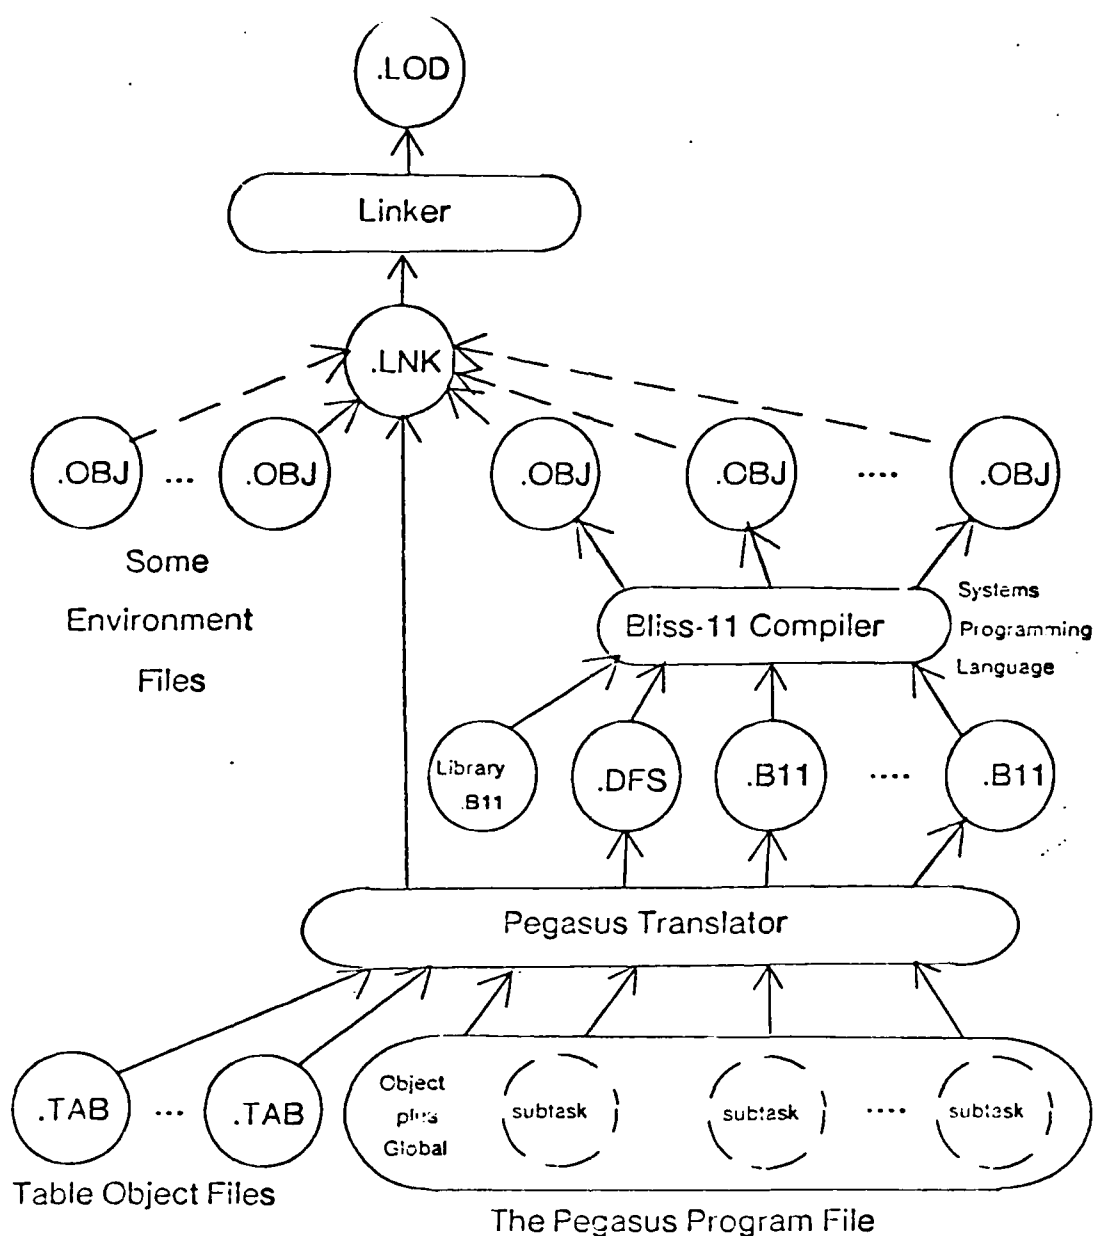 .LOD
Linker
.LNK
.OBJ ... .OBJ .OBJ .OBJ .... .OBJ
Some
Environment
Files
Bliss-11 Compiler
Systems
Programming
Language
Library
.B11
.DFS .B11 .... .B11
Pegasus Translator
.TAB ... .TAB
Table Object Files
Object
plus
Global
subtask subtask .... subtask
The Pegasus Program File